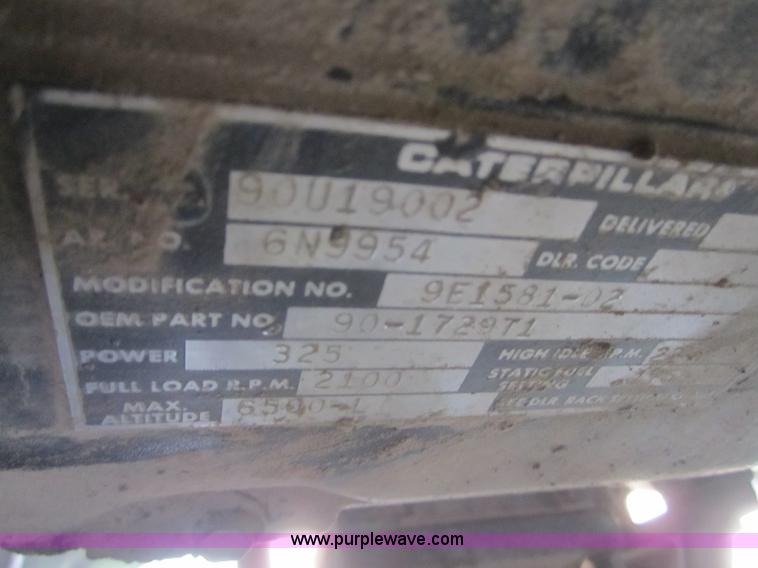 CATERPILLAR
SER. NO. 90U19002
DELIVERED
AR. NO. 6N9954
DLR. CODE
MODIFICATION NO. 9E1581-02
OEM PART NO. 90-172971
POWER 325
HIGH IDLE R.P.M.
FULL LOAD R.P.M. 2100
STATIC FUEL SETTING
MAX. ALTITUDE 6500-L
www.purplewave.com